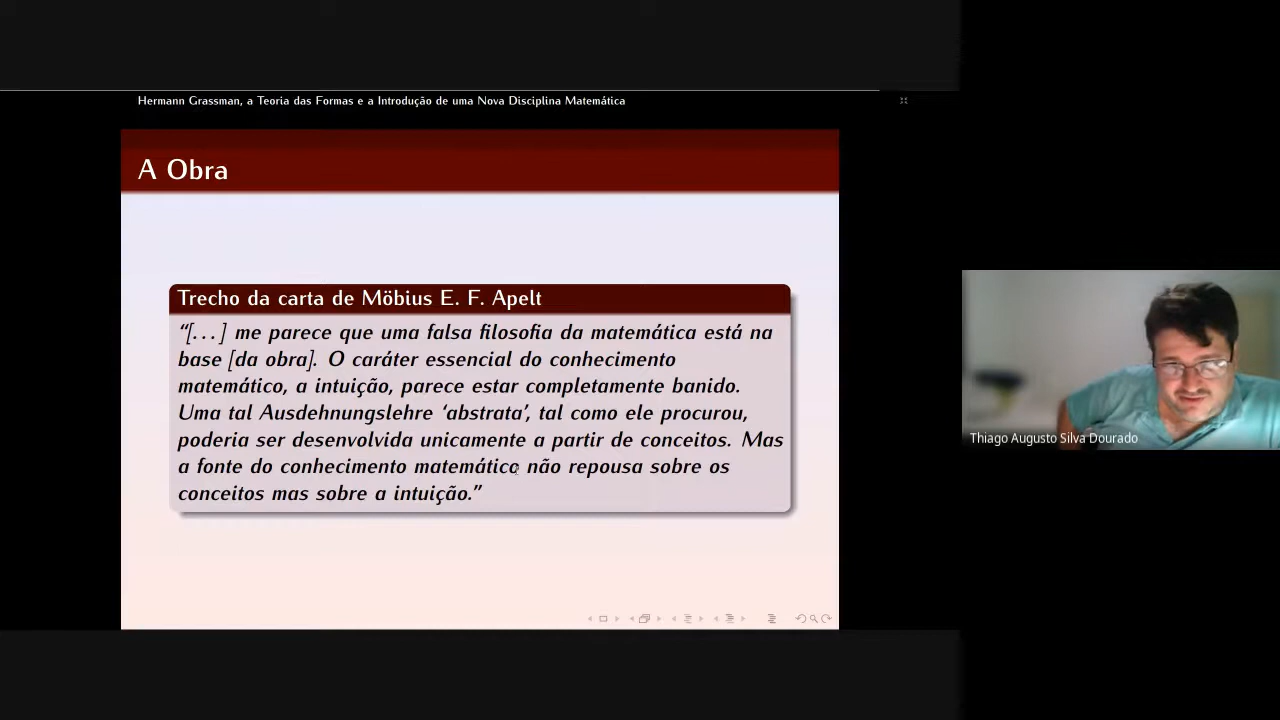 Hermann Grassman, a Teoria das Formas e a Introdução de uma Nova Disciplina Matemática
A Obra
Trecho da carta de Möbius E. F. Apelt
“[...] me parece que uma falsa filosofia da matemática está na
base [da obra]. O caráter essencial do conhecimento
matemático, a intuição, parece estar completamente banido.
Uma tal Ausdehnungslehre ‘abstrata’, tal como ele procurou,
poderia ser desenvolvida unicamente a partir de conceitos. Mas
a fonte do conhecimento matemático não repousa sobre os
conceitos mas sobre a intuição.”
Thiago Augusto Silva Dourado